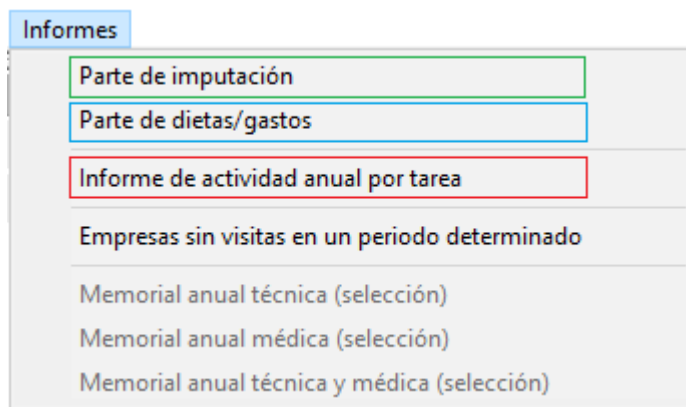 Informes
Parte de imputación
Parte de dietas/gastos
Informe de actividad anual por tarea
Empresas sin visitas en un periodo determinado
Memorial anual técnica (selección)
Memorial anual médica (selección)
Memorial anual técnica y médica (selección)